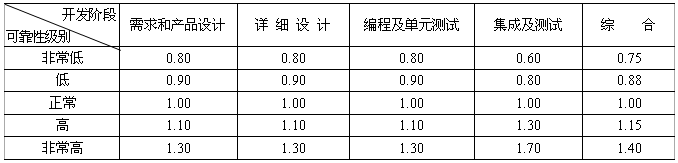 开发阶段
可靠性级别
需求和产品设计 详细设计 编程及单元测试 集成及测试 综合
非常低 0.80 0.80 0.80 0.60 0.75
低 0.90 0.90 0.90 0.80 0.88
正常 1.00 1.00 1.00 1.00 1.00
高 1.10 1.10 1.10 1.30 1.15
非常高 1.30 1.30 1.30 1.70 1.40